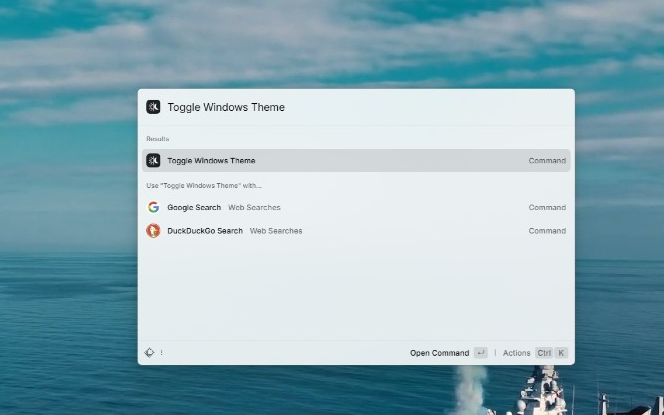 Toggle Windows Theme
Results
Toggle Windows Theme Command
Use "Toggle Windows Theme" with...
Google Search Web Searches Command
DuckDuckGo Search Web Searches Command
Open Command ↵ | Actions Ctrl K